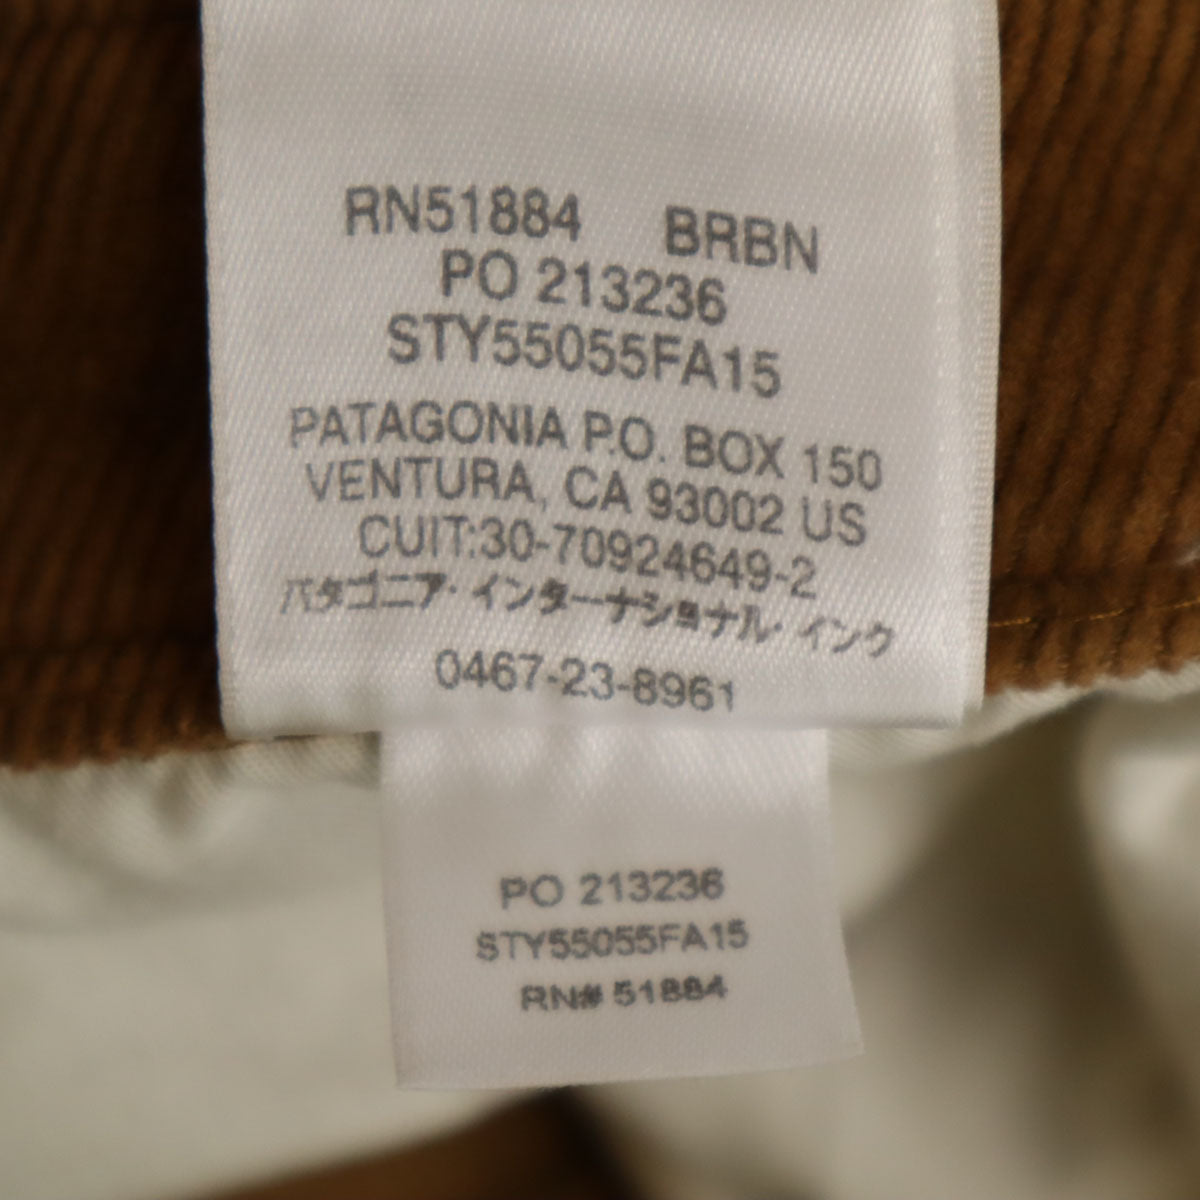 RN51884 BRBN
PO 213236
STY55055FA15
PATAGONIA P.O. BOX 150
VENTURA, CA 93002 US
CUIT:30-70924649-2
パタゴニア・インターナショナル・インク
0467-23-8961
PO 213236
STY55055FA15
RN# 51884